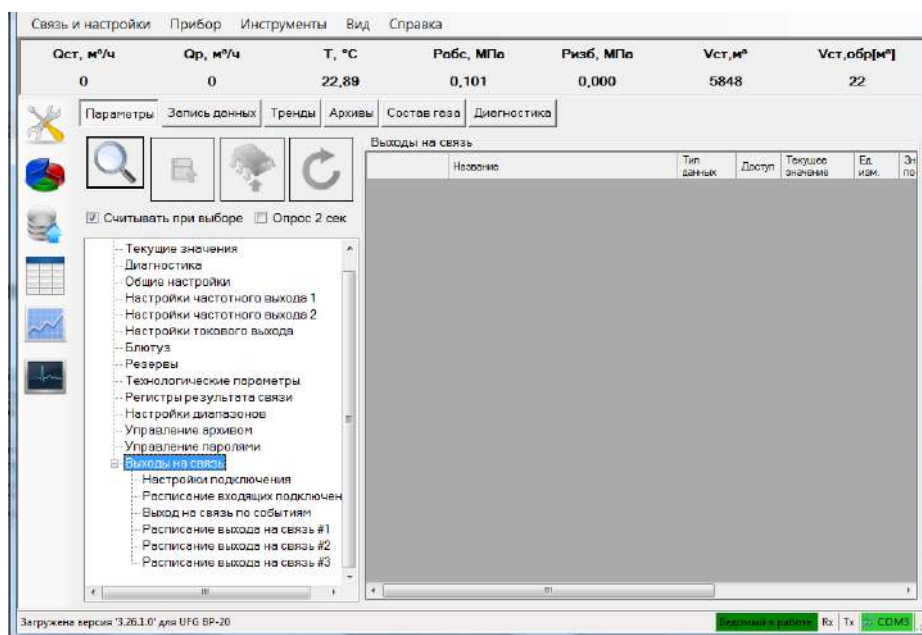 Связь и настройки Прибор Инструменты Вид Справка
Qст, м³/ч Qр, м³/ч T, °C Pабс, МПа Pизб, МПа Vст,м³ Vст,обр[м³]
0 0 22,89 0,101 0,000 5848 22
Параметры Запись данных Тренды Архивы Состав газа Диагностика
Выходы на связь
Название Тип данных Доступ Текущее значение Ед. изм. Зн по
Считывать при выборе Опрос 2 сек
Текущие значения
Диагностика
Общие настройки
Настройки частотного выхода 1
Настройки частотного выхода 2
Настройки токового выхода
Блютуз
Резервы
Технологические параметры
Регистры результата связи
Настройки диапазонов
Управление архивом
Управление паролями
Выходы на связь
Настройки подключения
Расписание входящих подключен
Выход на связь по событиям
Расписание выхода на связь #1
Расписание выхода на связь #2
Расписание выхода на связь #3
Загружена версия '3.26.1.0' для UFG BP-20 Ведомый в работе Rx Tx COM3